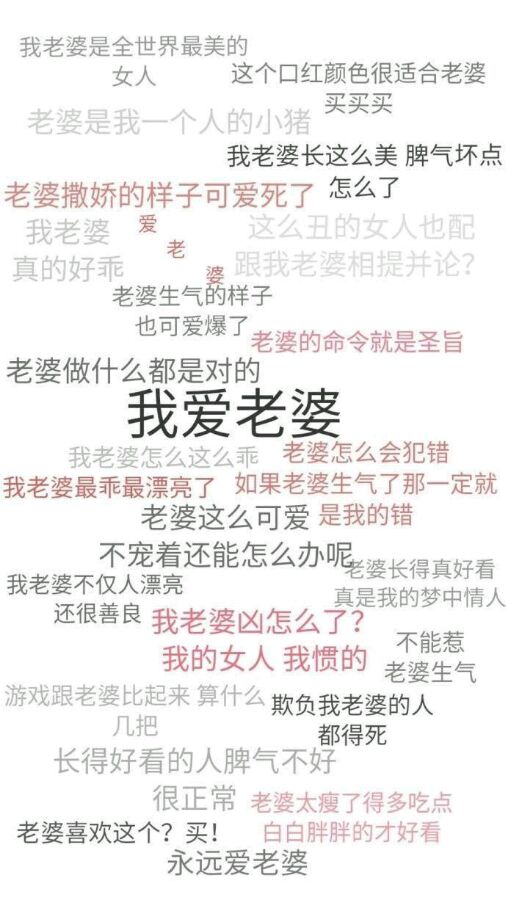 我老婆是全世界最美的
女人
这个口红颜色很适合老婆
买买买
老婆是我一个人的小猪
我老婆长这么美 脾气坏点
怎么了
老婆撒娇的样子可爱死了
我老婆
真的好乖
爱
老
婆
这么丑的女人也配
跟我老婆相提并论？
老婆生气的样子
也可爱爆了
老婆的命令就是圣旨
老婆做什么都是对的
我爱老婆
我老婆怎么这么乖
老婆怎么会犯错
我老婆最乖最漂亮了
如果老婆生气了那一定就
是我的错
老婆这么可爱
不宠着还能怎么办呢
老婆长得真好看
真是我的梦中情人
我老婆不仅人漂亮
还很善良
我老婆凶怎么了？
我的女人 我惯的
不能惹
老婆生气
游戏跟老婆比起来 算什么
几把
欺负我老婆的人
都得死
长得好看的人脾气不好
很正常
老婆太瘦了得多吃点
白白胖胖的才好看
老婆喜欢这个？买！
永远爱老婆